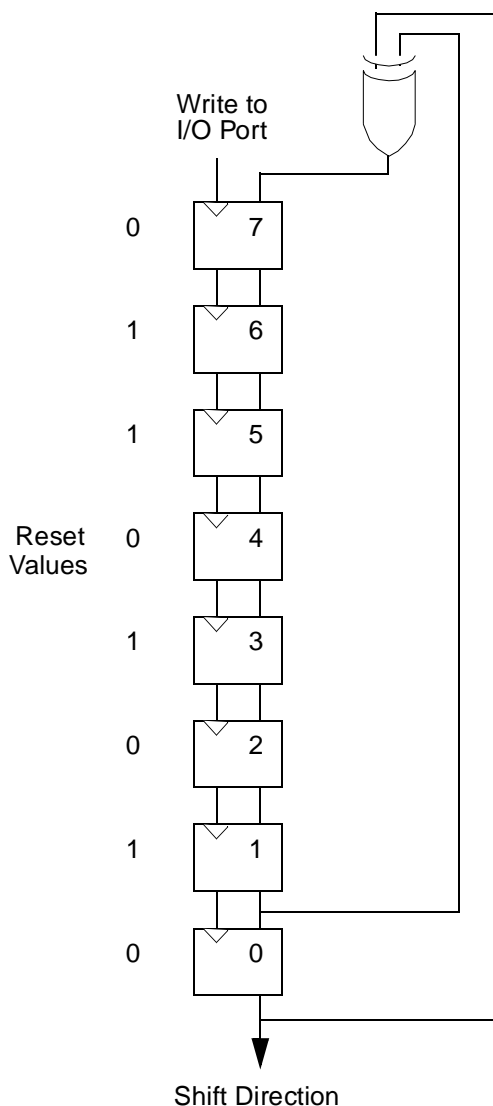 Write to
I/O Port
0 7
1 6
1 5
Reset
Values
0 4
1 3
0 2
1 1
0 0
Shift Direction